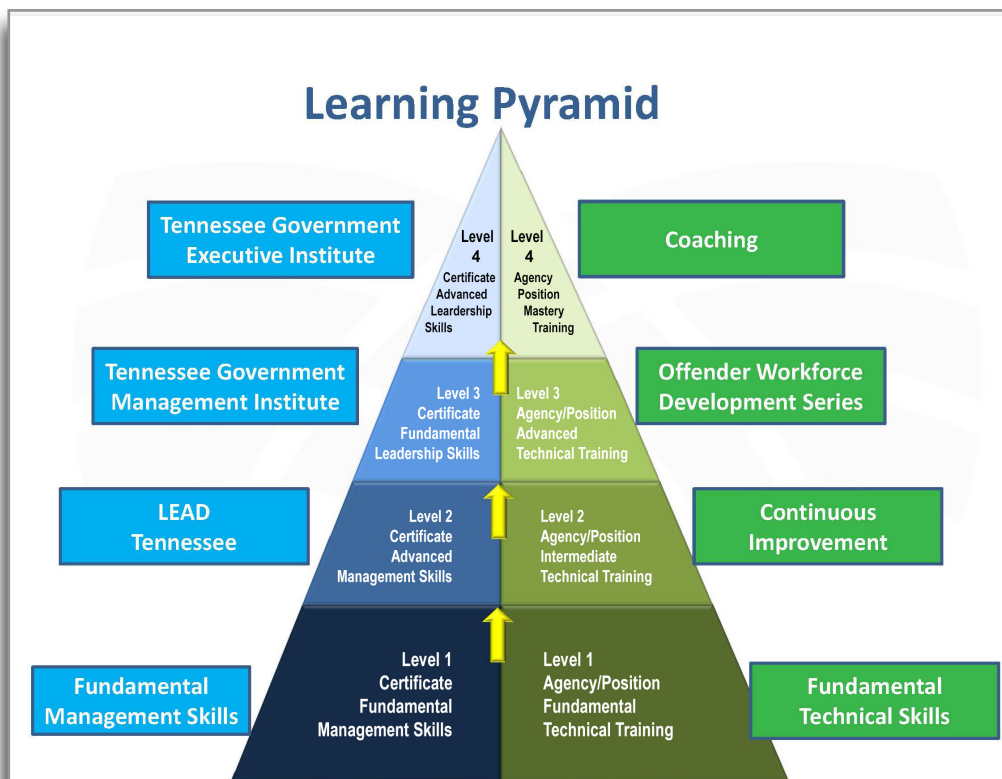 Learning Pyramid
Tennessee Government
Executive Institute
Level
4
Certificate
Advanced
Leardership
Skills
Level
4
Agency
Position
Mastery
Training
Coaching
Tennessee Government
Management Institute
Level 3
Certificate
Fundamental
Leadership Skills
Level 3
Agency/Position
Advanced
Technical Training
Offender Workforce
Development Series
LEAD
Tennessee
Level 2
Certificate
Advanced
Management Skills
Level 2
Agency/Position
Intermediate
Technical Training
Continuous
Improvement
Fundamental
Management Skills
Level 1
Certificate
Fundamental
Management Skills
Level 1
Agency/Position
Fundamental
Technical Training
Fundamental
Technical Skills